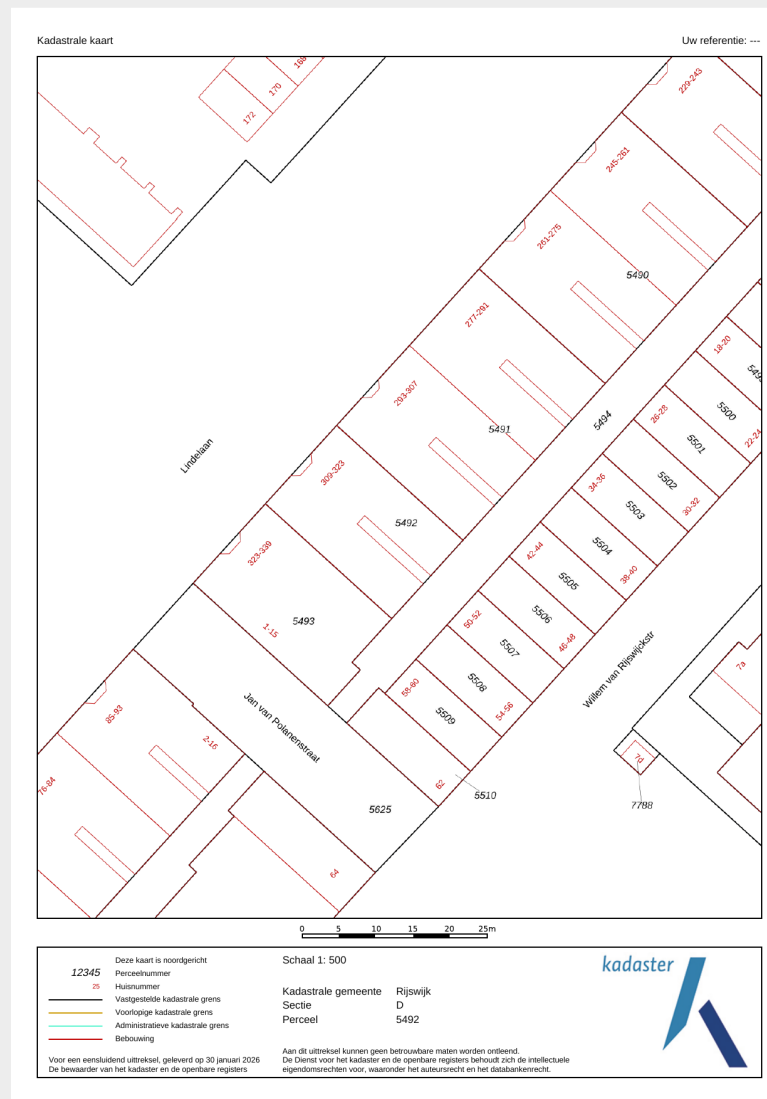 Kadastrale kaart
Uw referentie: ---
168
170
172
229-243
245-261
261-275
5490
277-291
18-20
5500
22-24
293-307
5491
5494
26-28
5501
Lindelaan
309-323
5502
34-36
30-32
5503
5492
323-339
42-44
5504
38-40
5505
5493
1-15
50-52
5506
46-48
5507
Willem van Rijswijckstr
7a
58-60
5508
85-93
Jan van Polanenstraat
54-56
5509
2-16
7d
76-84
62
5510
5625
7788
64
0 5 10 15 20 25m
Deze kaart is noordgericht
12345 Perceelnummer
25 Huisnummer
Vastgestelde kadastrale grens
Voorlopige kadastrale grens
Administratieve kadastrale grens
Bebouwing
Voor een eensluidend uittreksel, geleverd op 30 januari 2026
De bewaarder van het kadaster en de openbare registers
Schaal 1: 500
Kadastrale gemeente Rijswijk
Sectie D
Perceel 5492
Aan dit uittreksel kunnen geen betrouwbare maten worden ontleend.
De Dienst voor het kadaster en de openbare registers behoudt zich de intellectuele
eigendomsrechten voor, waaronder het auteursrecht en het databankenrecht.
kadaster